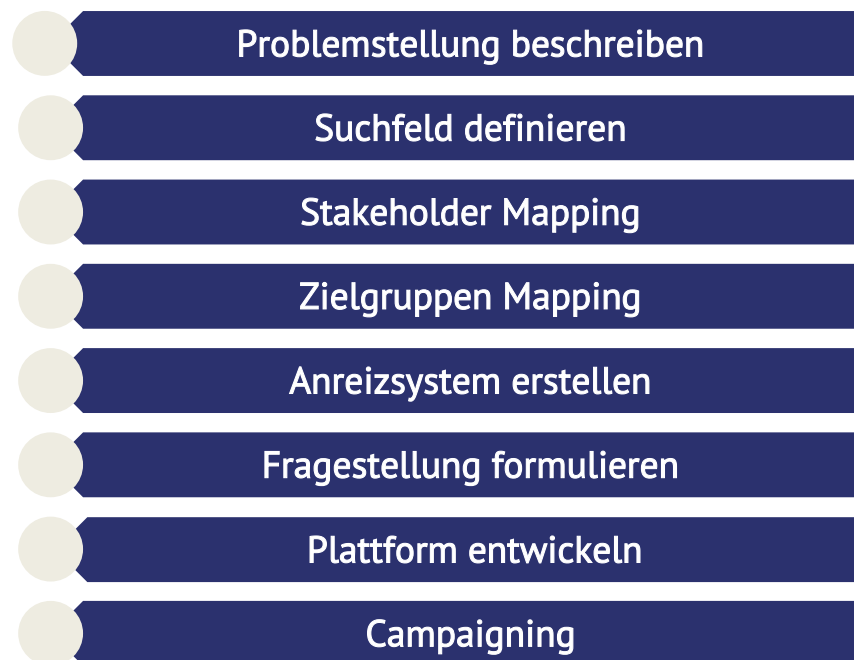 Problemstellung beschreiben
Suchfeld definieren
Stakeholder Mapping
Zielgruppen Mapping
Anreizsystem erstellen
Fragestellung formulieren
Plattform entwickeln
Campaigning